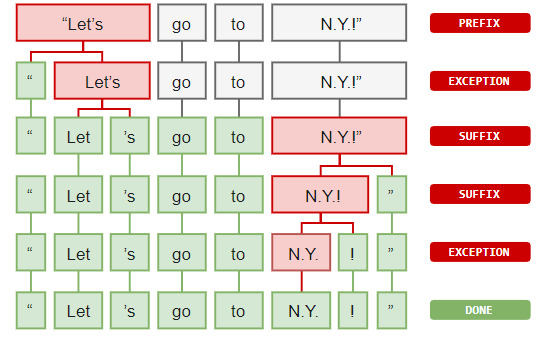 “Let’s go to N.Y.!” PREFIX
“ Let’s go to N.Y.!” EXCEPTION
“ Let ’s go to N.Y.!” SUFFIX
“ Let ’s go to N.Y.! ” SUFFIX
“ Let ’s go to N.Y. ! ” EXCEPTION
“ Let ’s go to N.Y. ! ” DONE